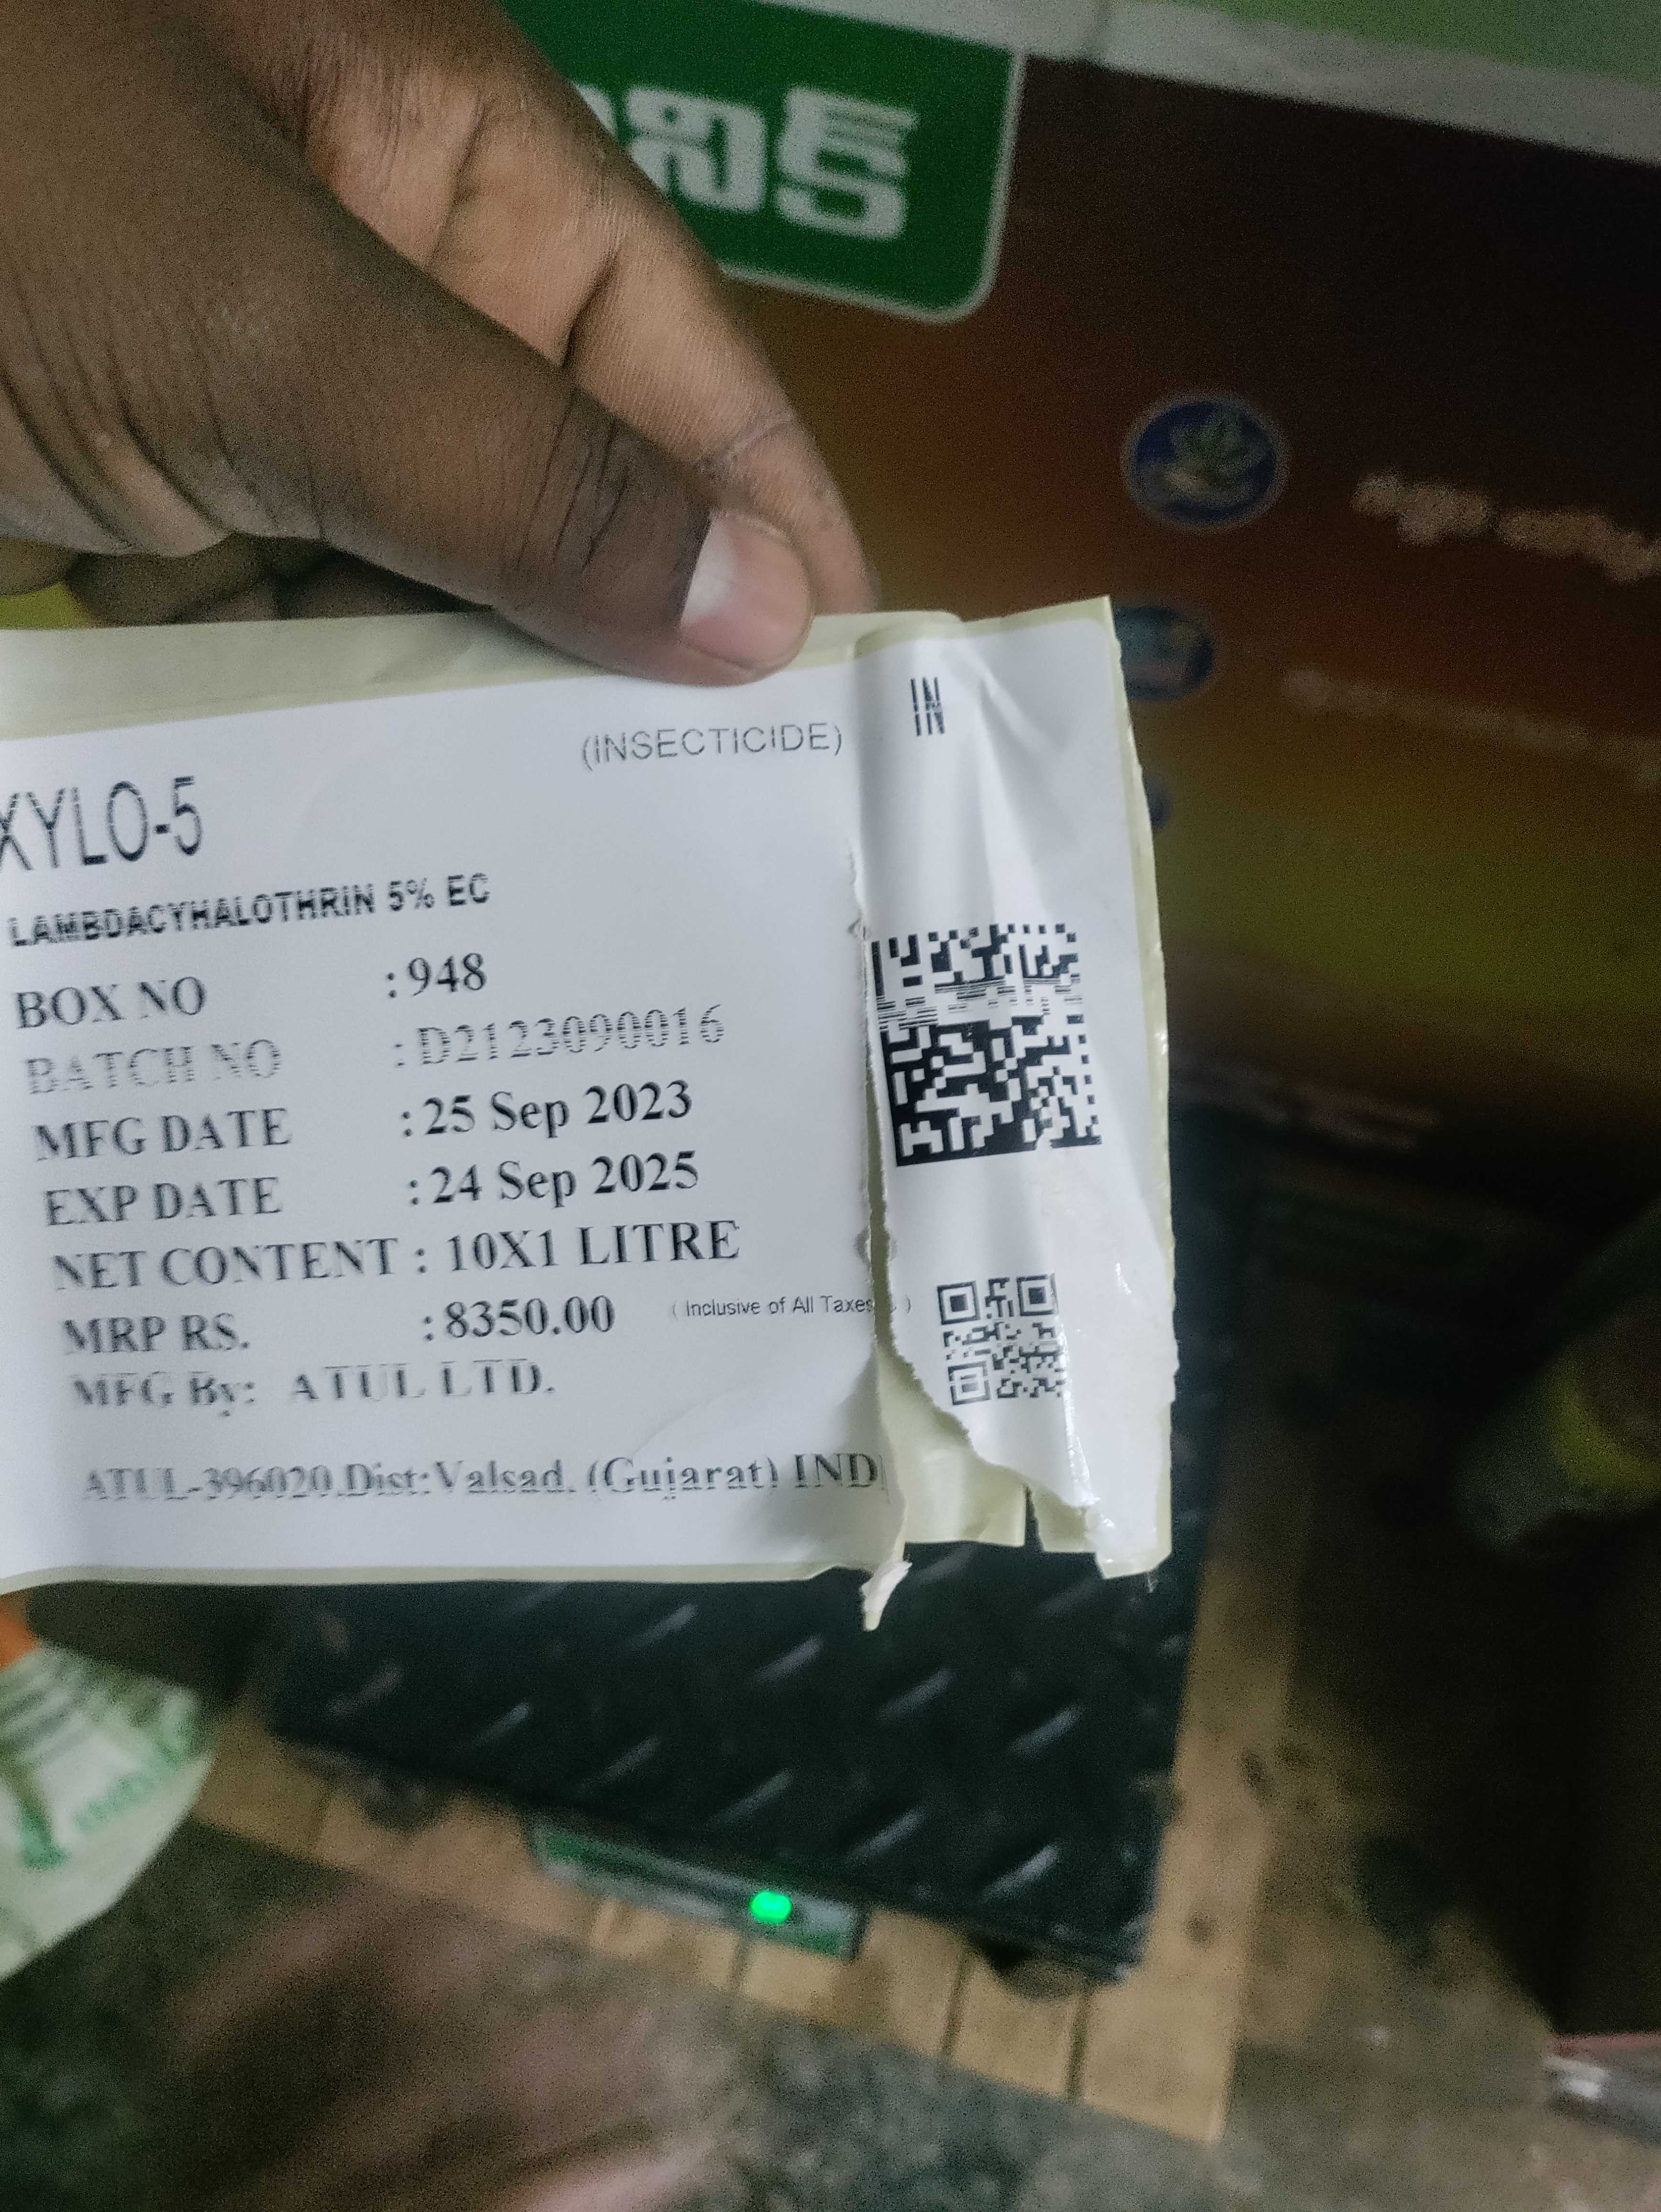 (INSECTICIDE)
IN
XYLO-5
LAMBDACYHALOTHRIN 5% EC
BOX NO : 948
BATCH NO : D2123090016
MFG DATE : 25 Sep 2023
EXP DATE : 24 Sep 2025
NET CONTENT : 10X1 LITRE
MRP RS. : 8350.00 ( Inclusive of All Taxes )
MFG By: ATUL LTD.
ATUL-396020,Dist:Valsad, (Gujarat) IND